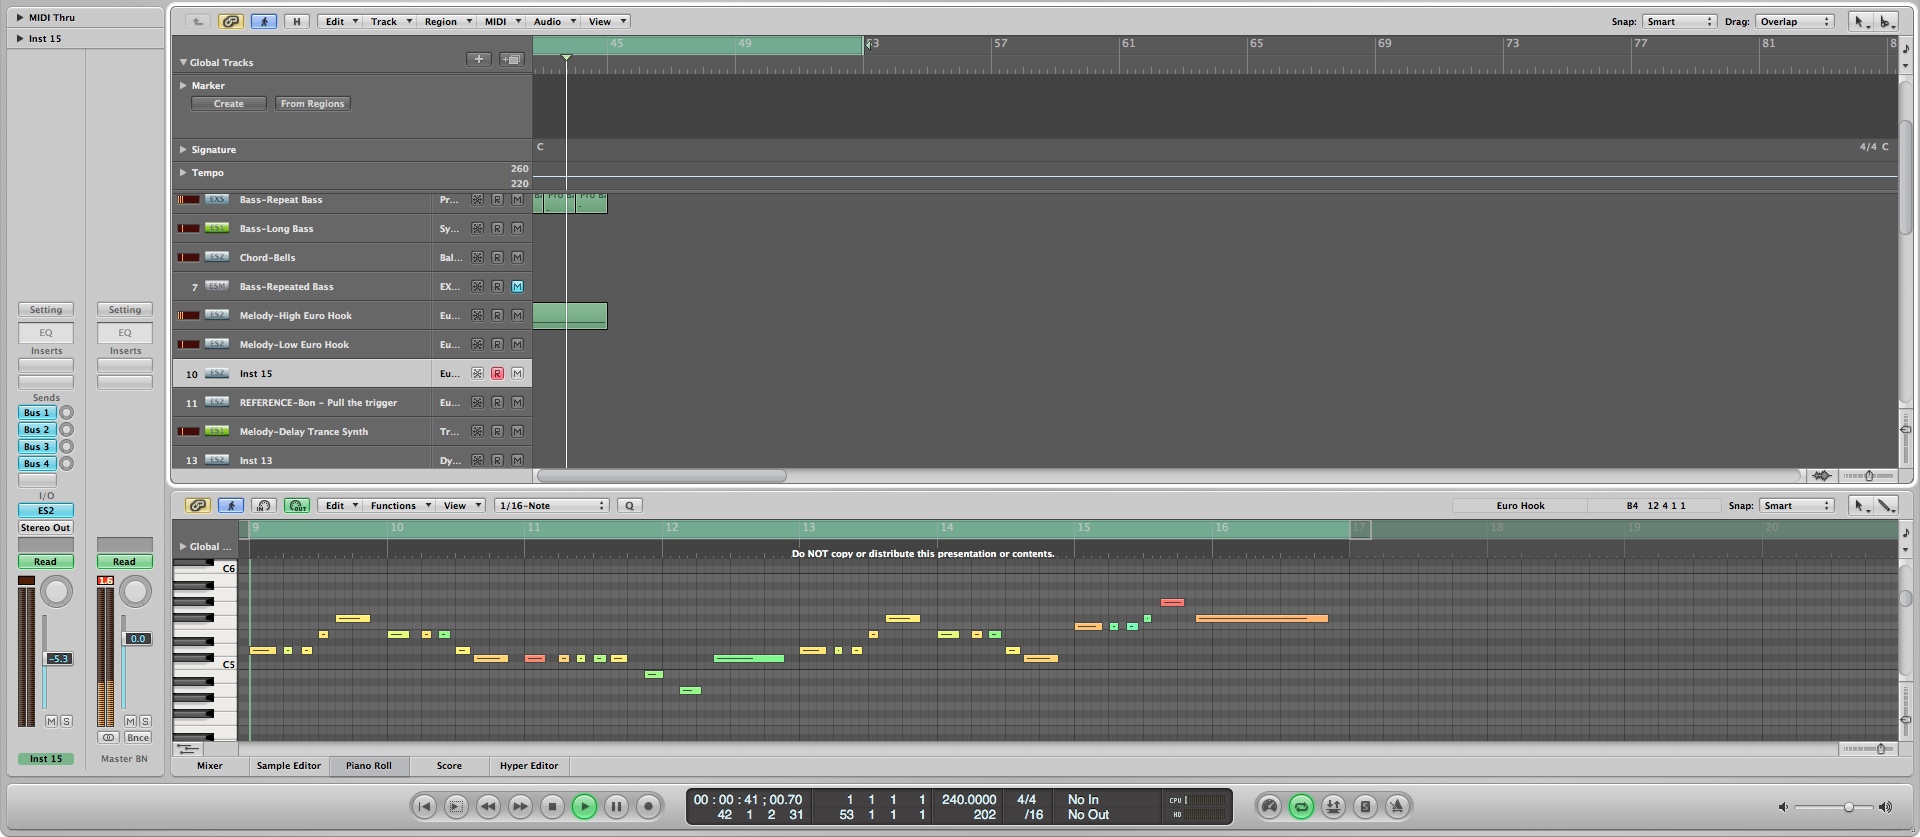 MIDI Thru
Inst 15
Setting Setting
EQ EQ
Inserts Inserts
Sends
Bus 1
Bus 2
Bus 3
Bus 4
I/O
ES2
Stereo Out
Read Read
1.6
0.0
-5.3
M S M S
Bnce
Inst 15 Master BN
H Edit Track Region MIDI Audio View Snap: Smart Drag: Overlap
45 49 53 57 61 65 69 73 77 81 8
Global Tracks
Marker
Create From Regions
Signature C 4/4 C
Tempo 260
220
EXS Bass-Repeat Bass Pr... R M
ES1 Bass-Long Bass Sy... R M
ES2 Chord-Bells Bal... R M
7 ESM Bass-Repeated Bass EX... R M
ES2 Melody-High Euro Hook Eu... R M
ES2 Melody-Low Euro Hook Eu... R M
10 ES2 Inst 15 Eu... R M
11 ES2 REFERENCE-Bon - Pull the trigger Eu... R M
ES1 Melody-Delay Trance Synth Tr... R M
13 ES2 Inst 13 Dy... R M
IN OUT Edit Functions View 1/16-Note Q Euro Hook B4 12 4 1 1 Snap: Smart
9 10 11 12 13 14 15 16 17 18 19 20
Global ...
Do NOT copy or distribute this presentation or contents.
C6
C5
Mixer Sample Editor Piano Roll Score Hyper Editor
00 : 00 : 41 ; 00.70 1 1 1 1 240.0000 4/4 No In CPU
42 1 2 31 53 1 1 1 202 /16 No Out HD
S